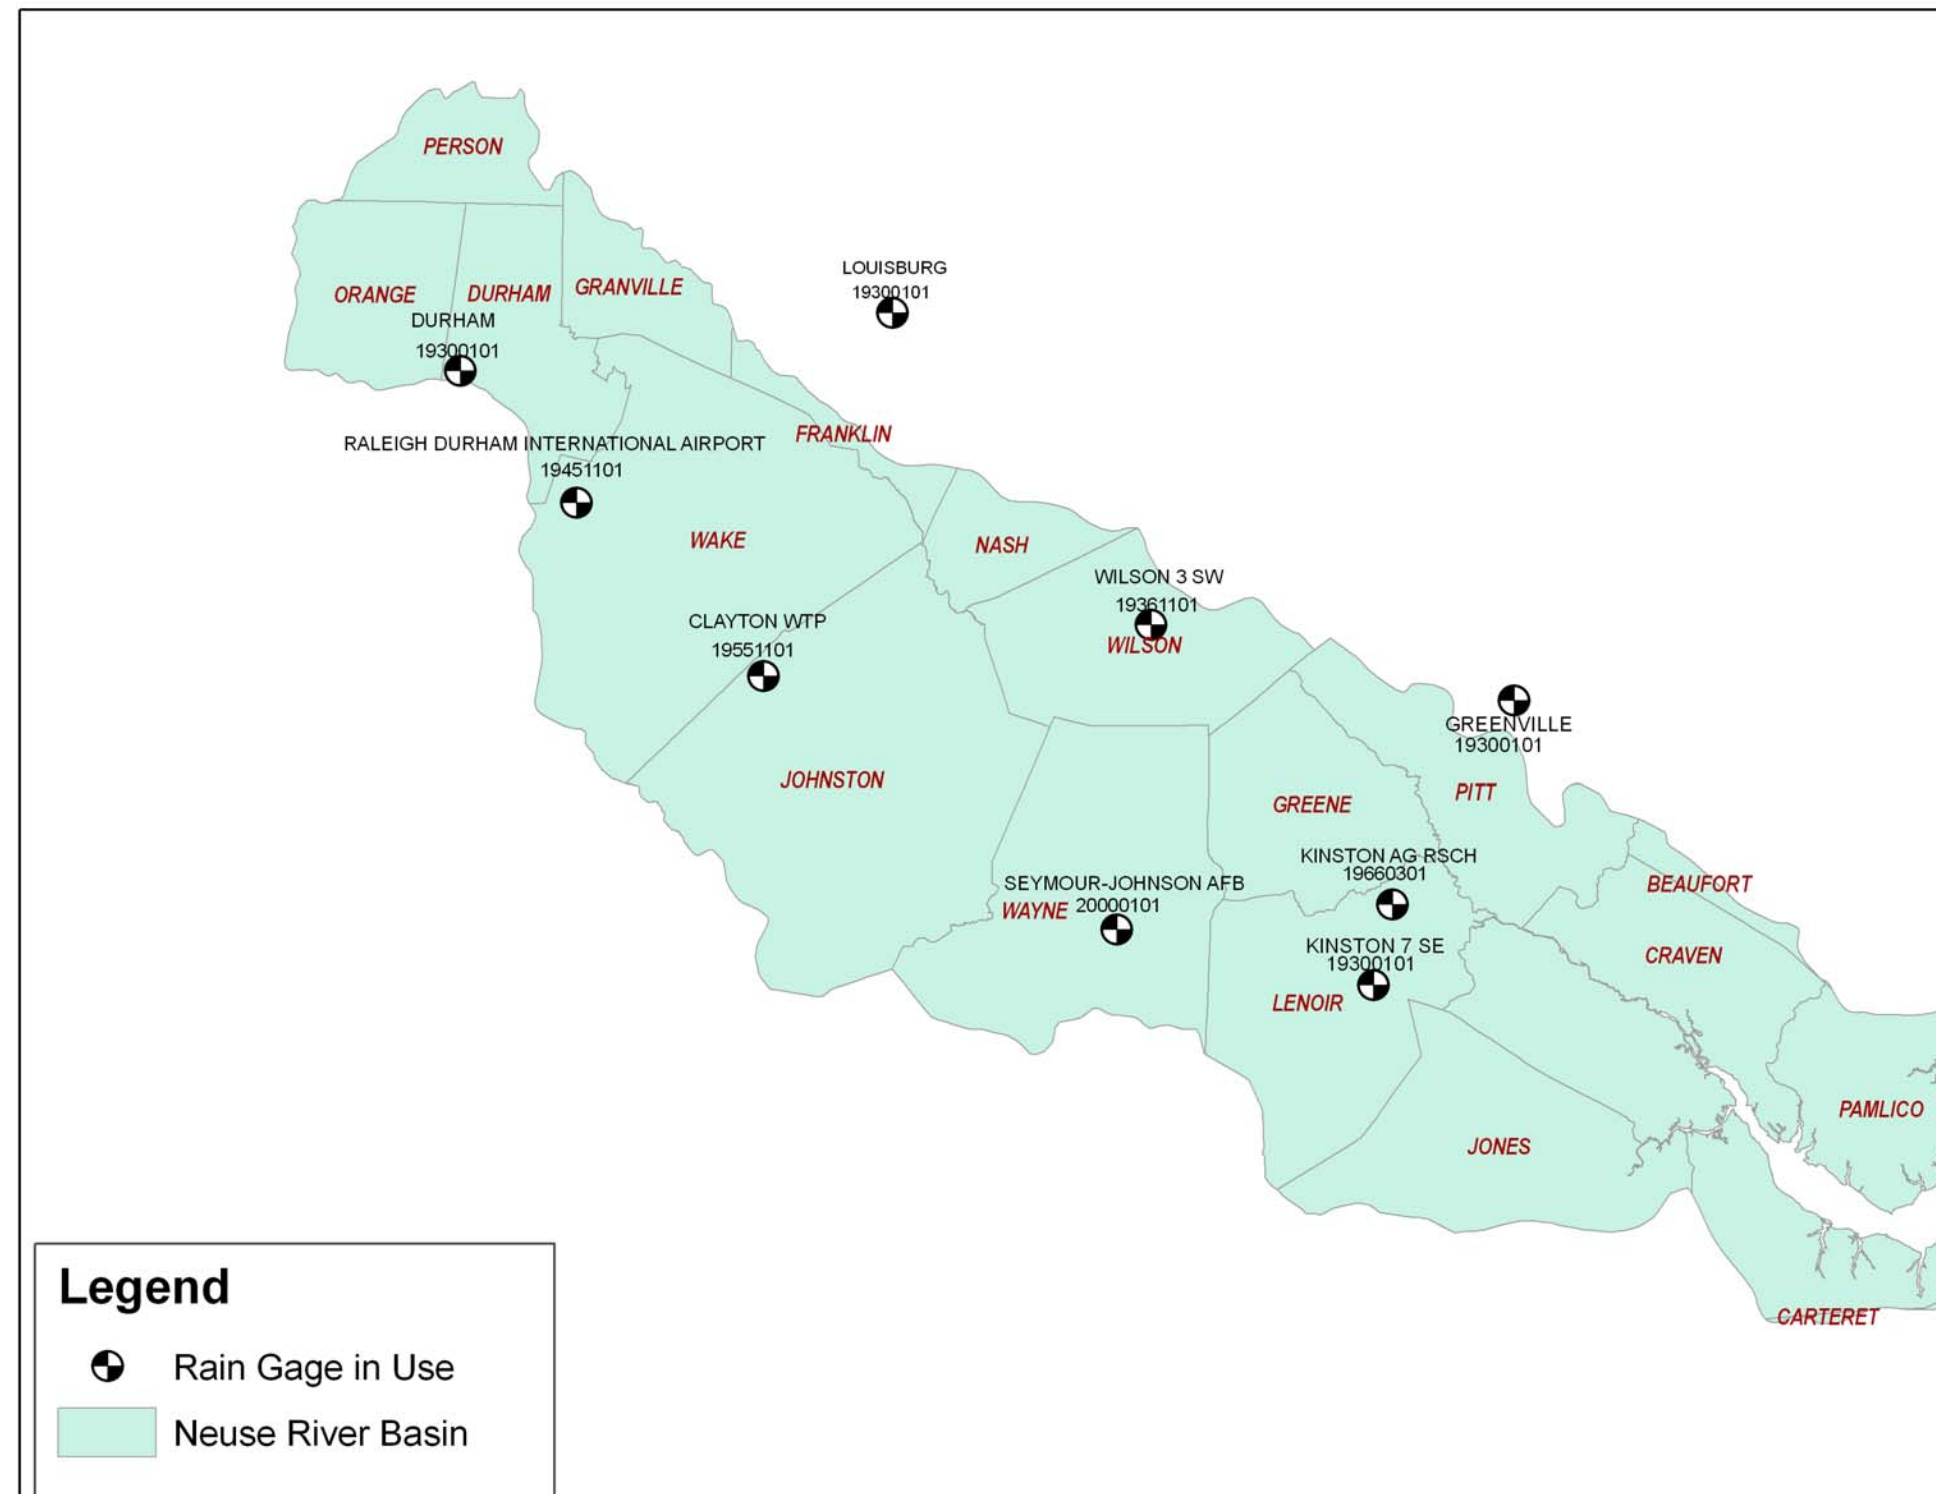 PERSON
LOUISBURG
19300101
ORANGE
DURHAM
GRANVILLE
DURHAM
19300101
FRANKLIN
RALEIGH DURHAM INTERNATIONAL AIRPORT
19451101
WAKE
NASH
WILSON 3 SW
19361101
WILSON
CLAYTON WTP
19551101
GREENVILLE
19300101
JOHNSTON
PITT
GREENE
KINSTON AG RSCH
19660301
SEYMOUR-JOHNSON AFB
WAYNE 20000101
BEAUFORT
KINSTON 7 SE
19300101
CRAVEN
LENOIR
PAMLICO
JONES
CARTERET
Legend
Rain Gage in Use
Neuse River Basin